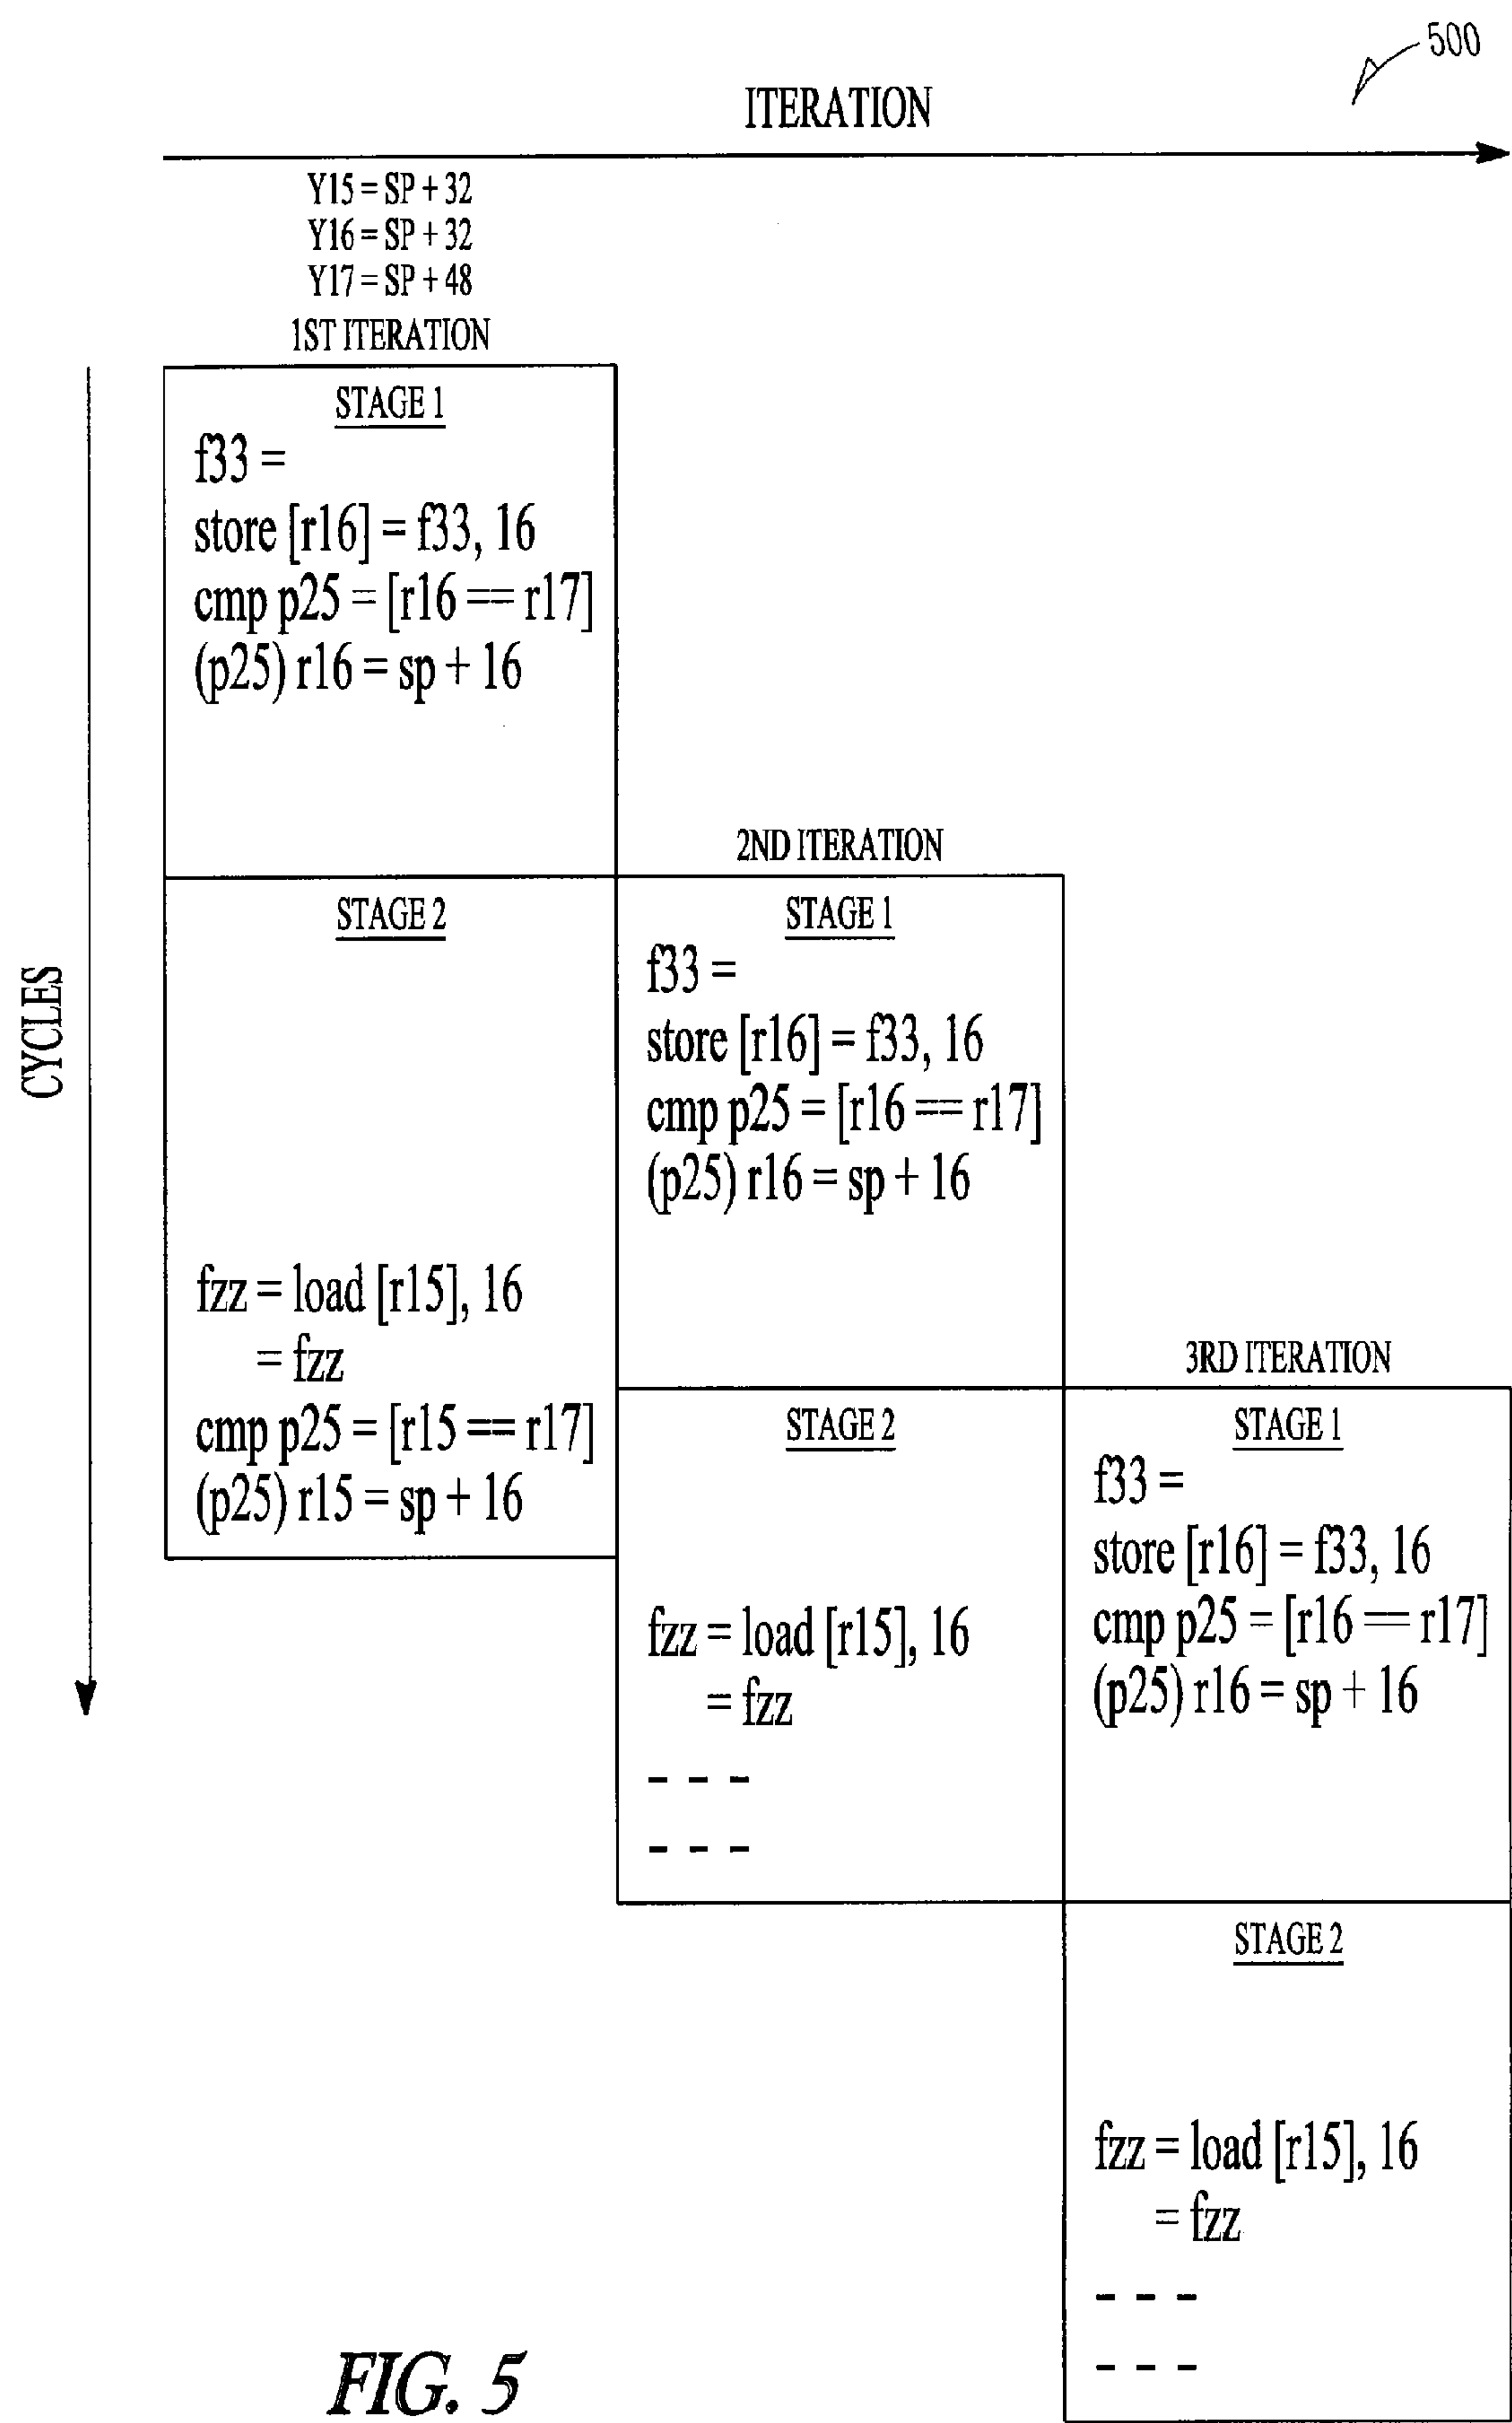 500
ITERATION
Y15 = SP + 32
Y16 = SP + 32
Y17 = SP + 48
1ST ITERATION
STAGE 1
f33 =
store [r16] = f33, 16
cmp p25 = [r16 == r17]
(p25) r16 = sp + 16
CYCLES
STAGE 2
fzz = load [r15], 16
= fzz
cmp p25 = [r15 == r17]
(p25) r15 = sp + 16
2ND ITERATION
STAGE 1
f33 =
store [r16] = f33, 16
cmp p25 = [r16 == r17]
(p25) r16 = sp + 16
STAGE 2
fzz = load [r15], 16
= fzz
- - -
- - -
3RD ITERATION
STAGE 1
f33 =
store [r16] = f33, 16
cmp p25 = [r16 == r17]
(p25) r16 = sp + 16
STAGE 2
fzz = load [r15], 16
= fzz
- - -
- - -
FIG. 5